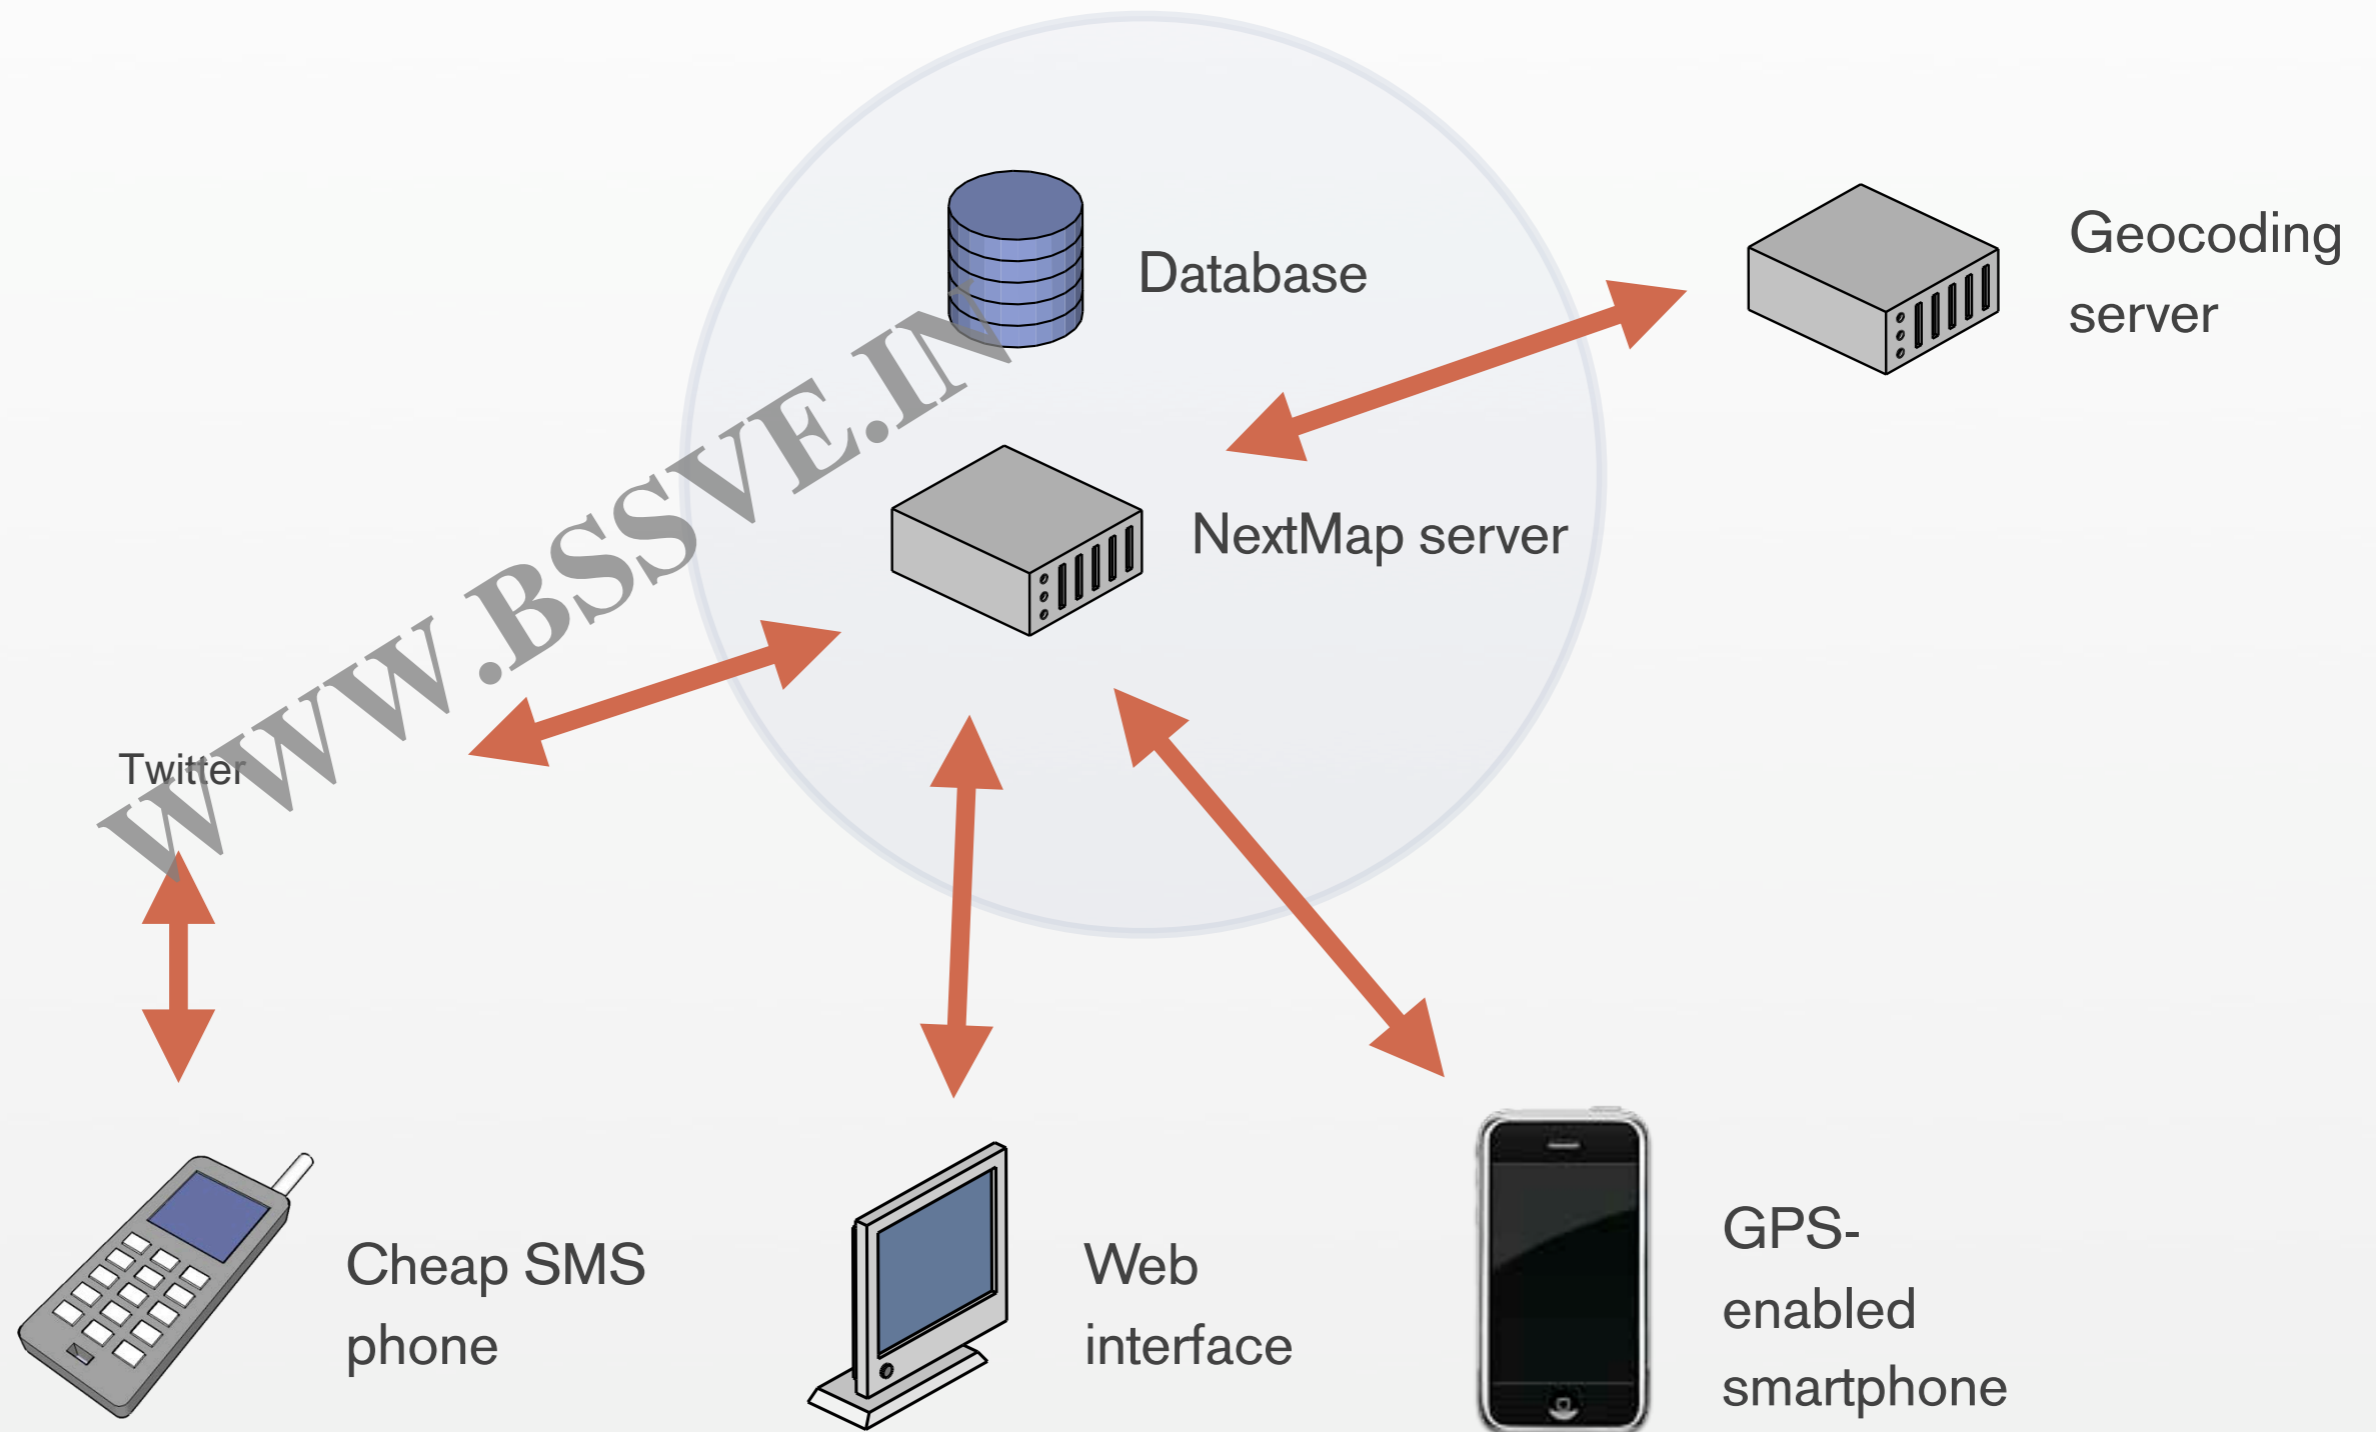 Database
Geocoding
server
NextMap server
WWW.BSSVE.IN
Twitter
Cheap SMS
phone
Web
interface
GPS-
enabled
smartphone